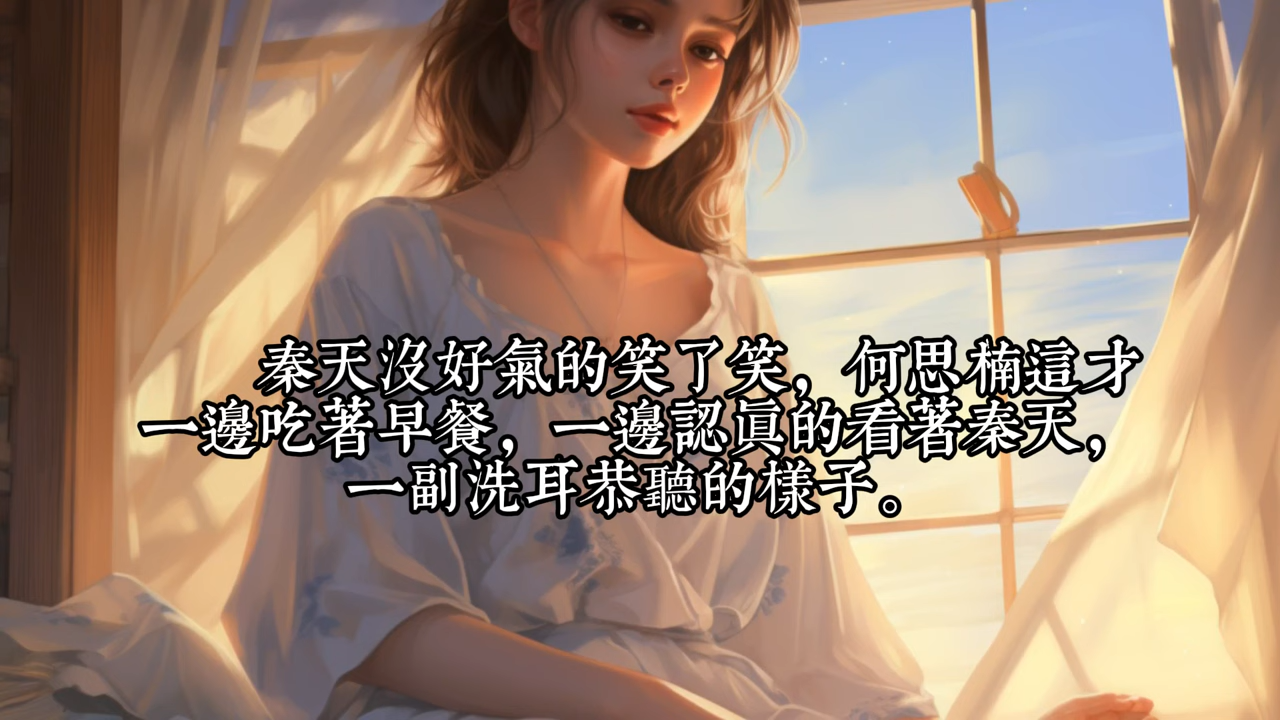 秦天沒好氣的笑了笑，何思楠這才
一邊吃著早餐，一邊認真的看著秦天，
一副洗耳恭聽的樣子。